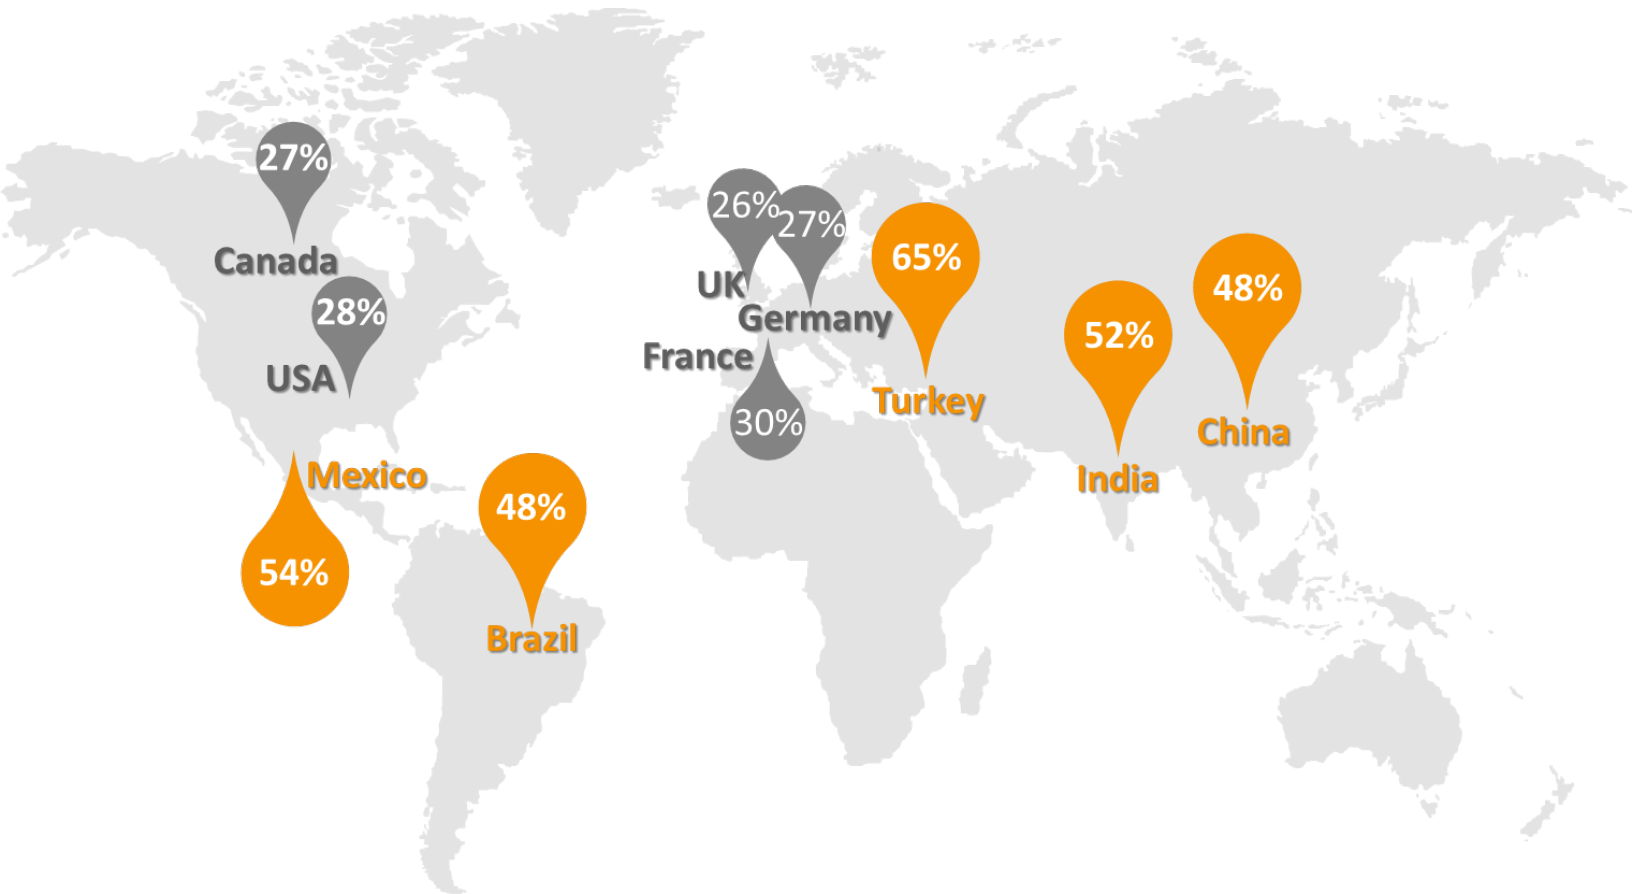 27%
Canada
28%
USA
Mexico
54%
48%
Brazil
26%
UK
27%
Germany
France
30%
65%
Turkey
52%
India
48%
China